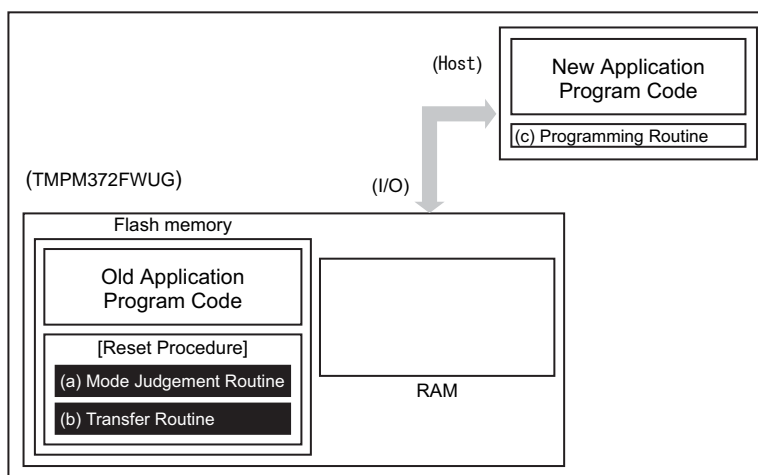 (Host)
New Application
Program Code
(c) Programming Routine
(TMPM372FWUG)
(I/O)
Flash memory
Old Application
Program Code
[Reset Procedure]
(a) Mode Judgement Routine
(b) Transfer Routine
RAM